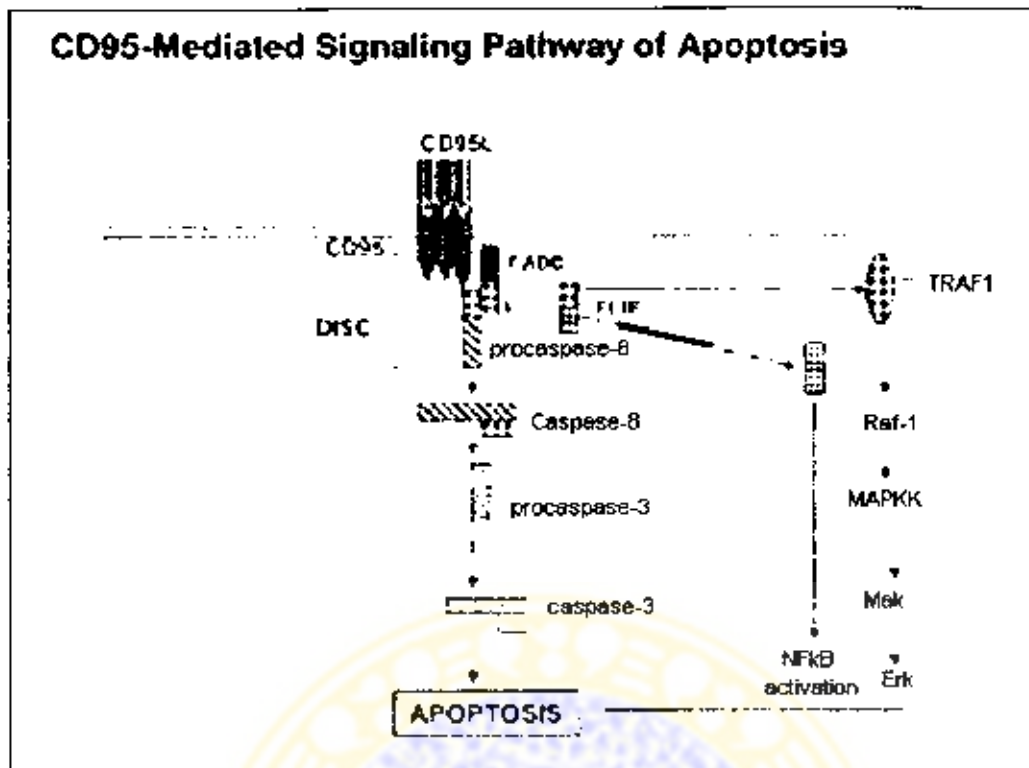 CD95-Mediated Signaling Pathway of Apoptosis
CD95L
CD95
TRAF1
DISC
procaspase-8
Caspase-8
Raf-1
procaspase-3
MAPKK
caspase-3
Mek
NFkB
activation
Erk
APOPTOSIS